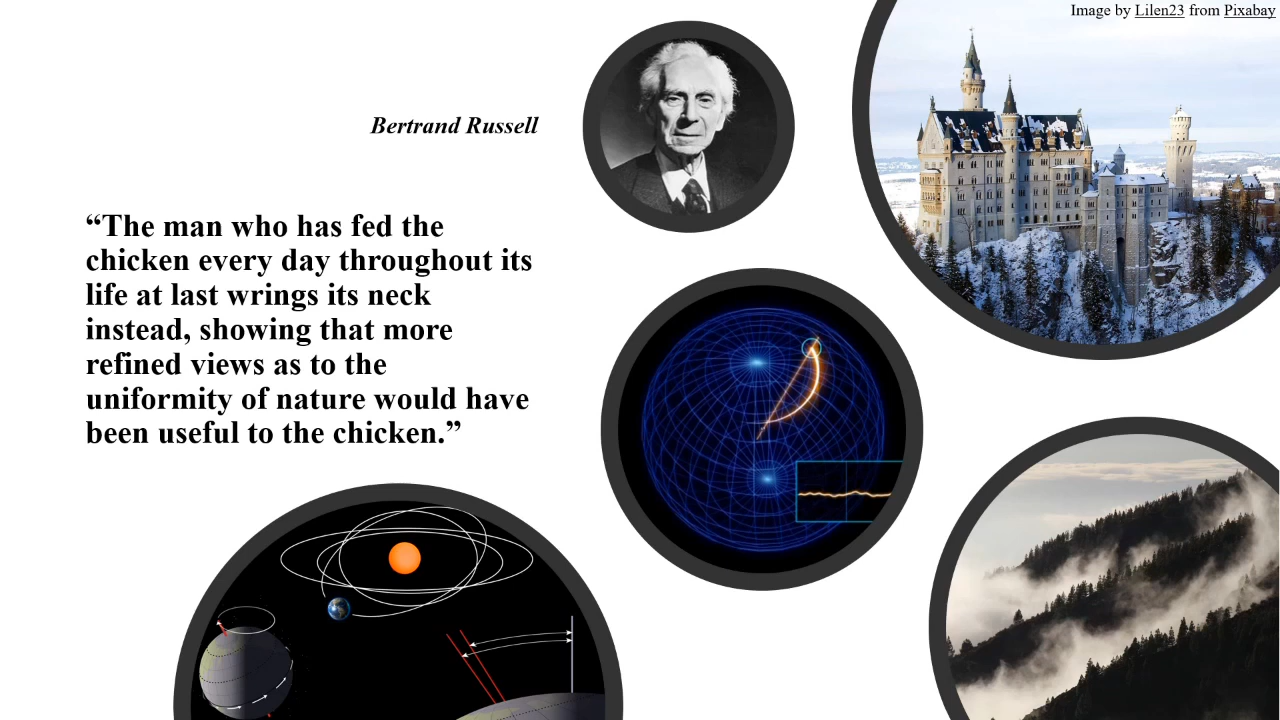 Image by Lilen23 from Pixabay
Bertrand Russell
“The man who has fed the
chicken every day throughout its
life at last wrings its neck
instead, showing that more
refined views as to the
uniformity of nature would have
been useful to the chicken.”